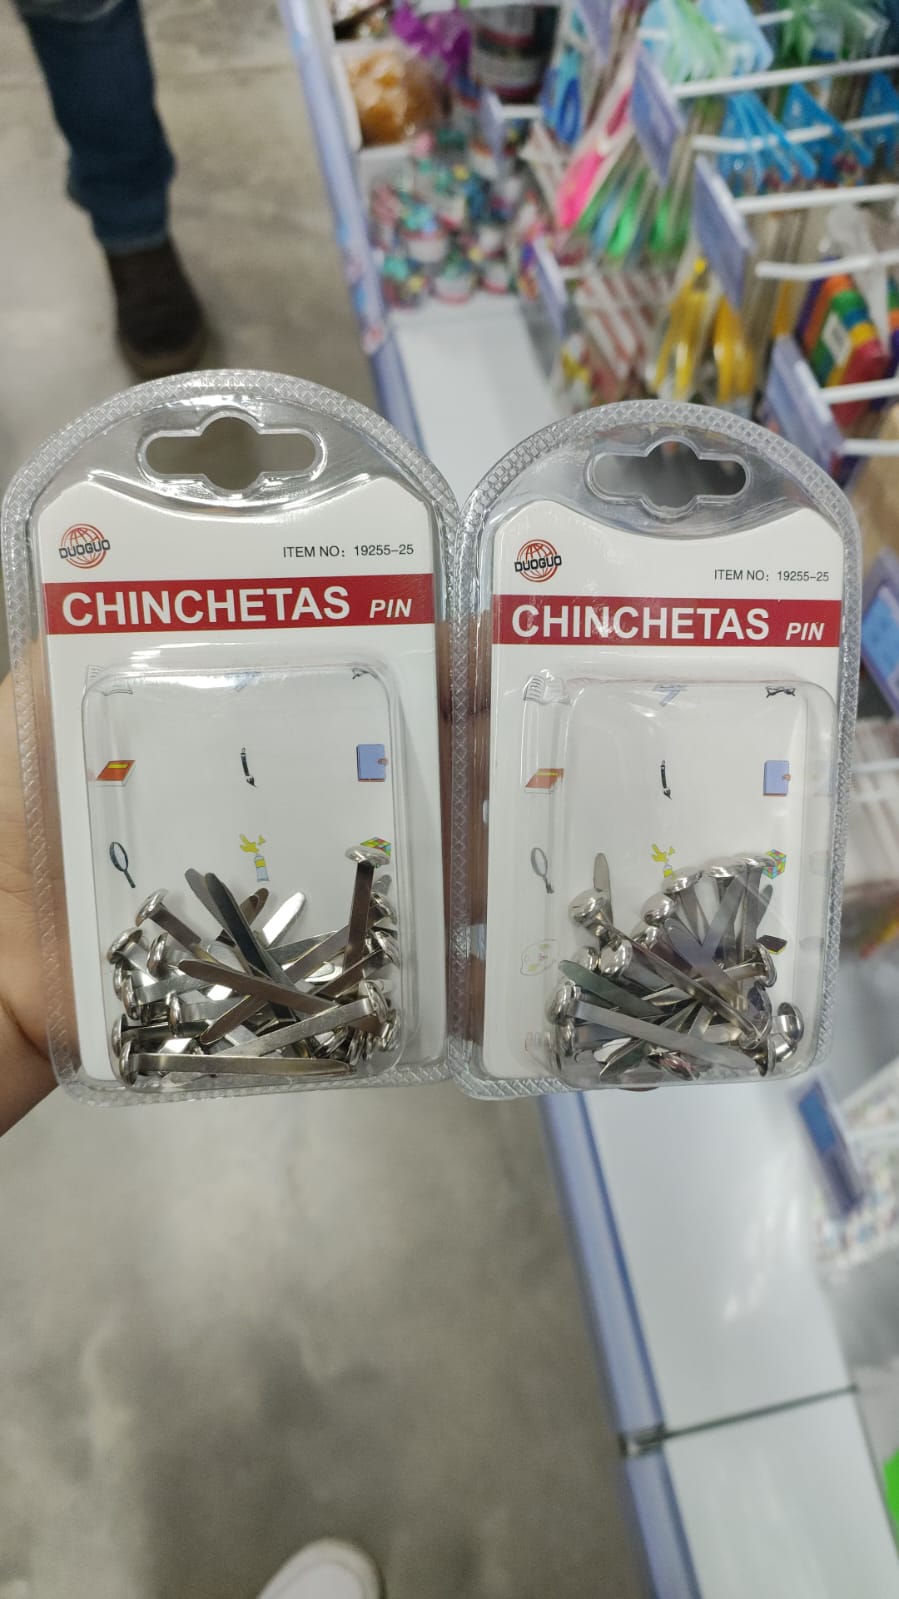 DUOGUO
ITEM NO: 19255-25
CHINCHETAS PIN
DUOGUO
ITEM NO: 19255-25
CHINCHETAS PIN